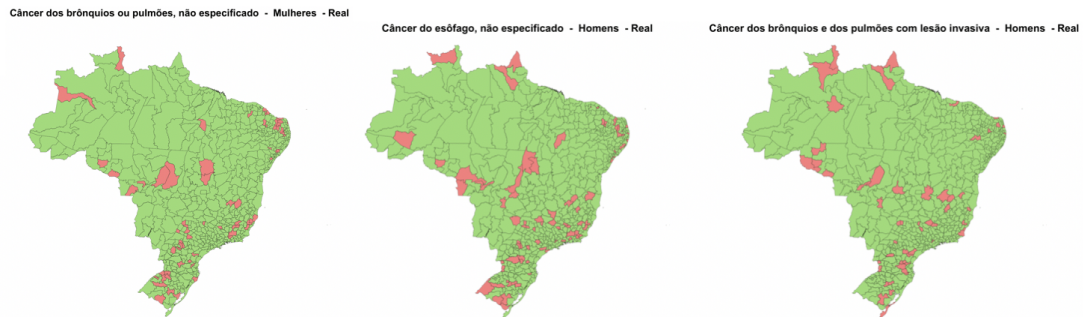 Câncer dos brônquios ou pulmões, não especificado - Mulheres - Real
Câncer do esôfago, não especificado - Homens - Real
Câncer dos brônquios e dos pulmões com lesão invasiva - Homens - Real